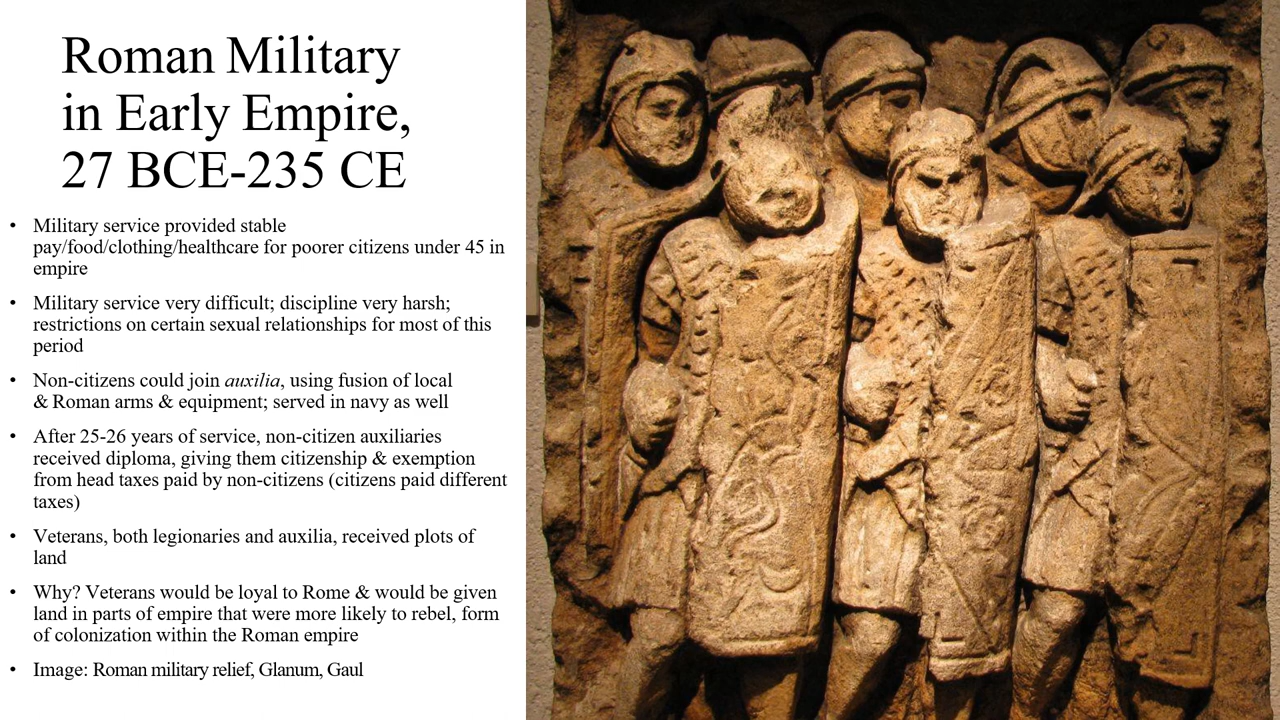 Roman Military
in Early Empire,
27 BCE-235 CE
• Military service provided stable
pay/food/clothing/healthcare for poorer citizens under 45 in
empire
• Military service very difficult; discipline very harsh;
restrictions on certain sexual relationships for most of this
period
• Non-citizens could join auxilia, using fusion of local
& Roman arms & equipment; served in navy as well
• After 25-26 years of service, non-citizen auxiliaries
received diploma, giving them citizenship & exemption
from head taxes paid by non-citizens (citizens paid different
taxes)
• Veterans, both legionaries and auxilia, received plots of
land
• Why? Veterans would be loyal to Rome & would be given
land in parts of empire that were more likely to rebel, form
of colonization within the Roman empire
• Image: Roman military relief, Glanum, Gaul